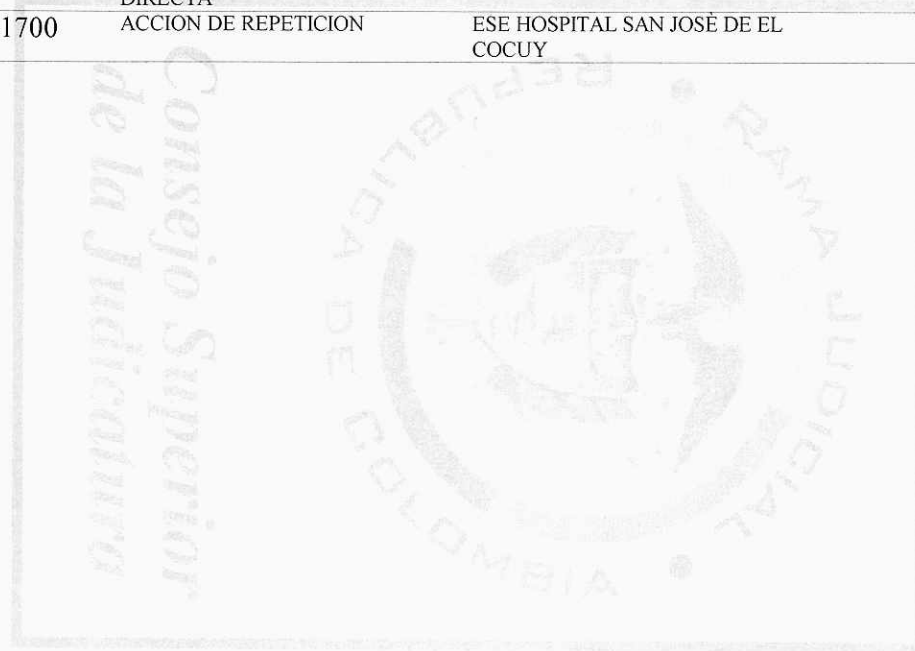 DIRECTA
1700 ACCION DE REPETICION ESE HOSPITAL SAN JOSÈ DE EL
COCUY
Consejo Superior
de la Judicatura
REPUBLICA DE COLOMBIA
RAMA JUDICIAL